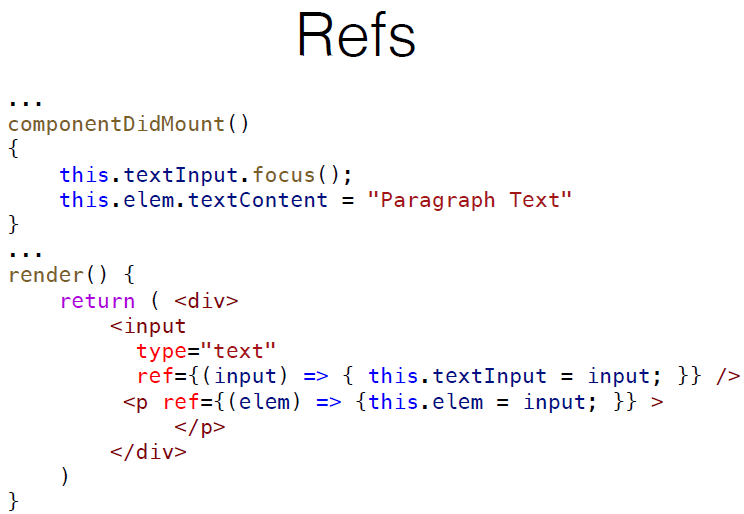 Refs
...
componentDidMount()
{
    this.textInput.focus();
    this.elem.textContent = "Paragraph Text"
}
...
render() {
    return ( <div>
        <input
          type="text"
          ref={(input) => { this.textInput = input; }} />
         <p ref={(elem) => {this.elem = input; }} >
             </p>
        </div>
    )
}